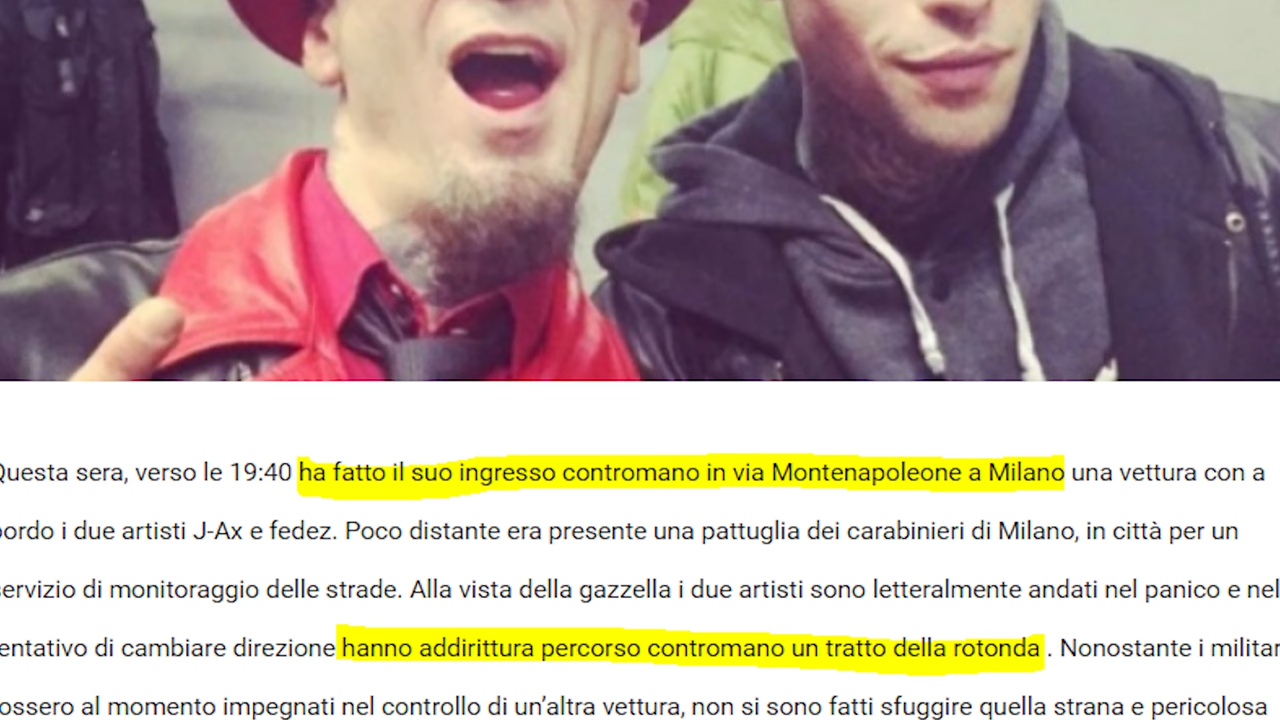 Questa sera, verso le 19:40 ha fatto il suo ingresso contromano in via Montenapoleone a Milano una vettura con a
bordo i due artisti J-Ax e fedez. Poco distante era presente una pattuglia dei carabinieri di Milano, in città per un
servizio di monitoraggio delle strade. Alla vista della gazzella i due artisti sono letteralmente andati nel panico e nel
tentativo di cambiare direzione hanno addirittura percorso contromano un tratto della rotonda . Nonostante i militar
fossero al momento impegnati nel controllo di un'altra vettura, non si sono fatti sfuggire quella strana e pericolosa